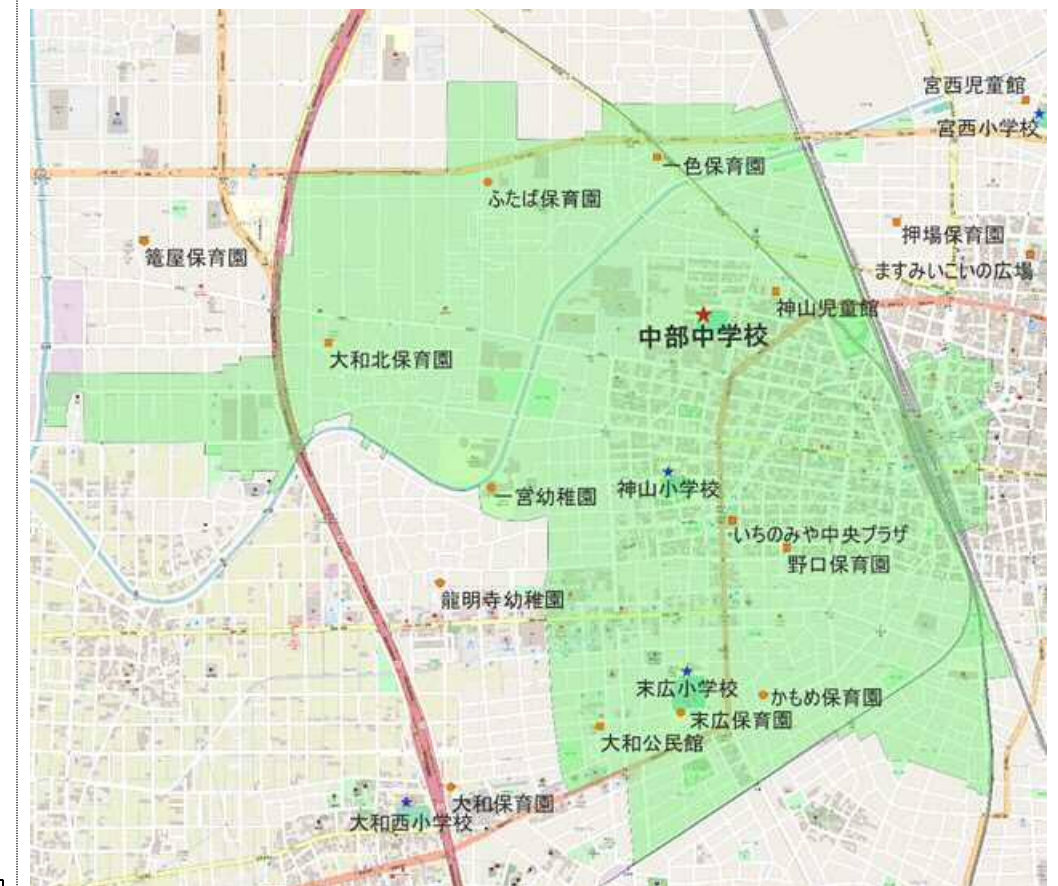 宮西児童館
宮西小学校
一色保育園
ふたば保育園
押場保育園
籠屋保育園
ますみいこいの広場
神山児童館
中部中学校
大和北保育園
神山小学校
一宮幼稚園
いちのみや中央プラザ
野口保育園
龍明寺幼稚園
末広小学校
かもめ保育園
末広保育園
大和公民館
大和保育園
大和西小学校